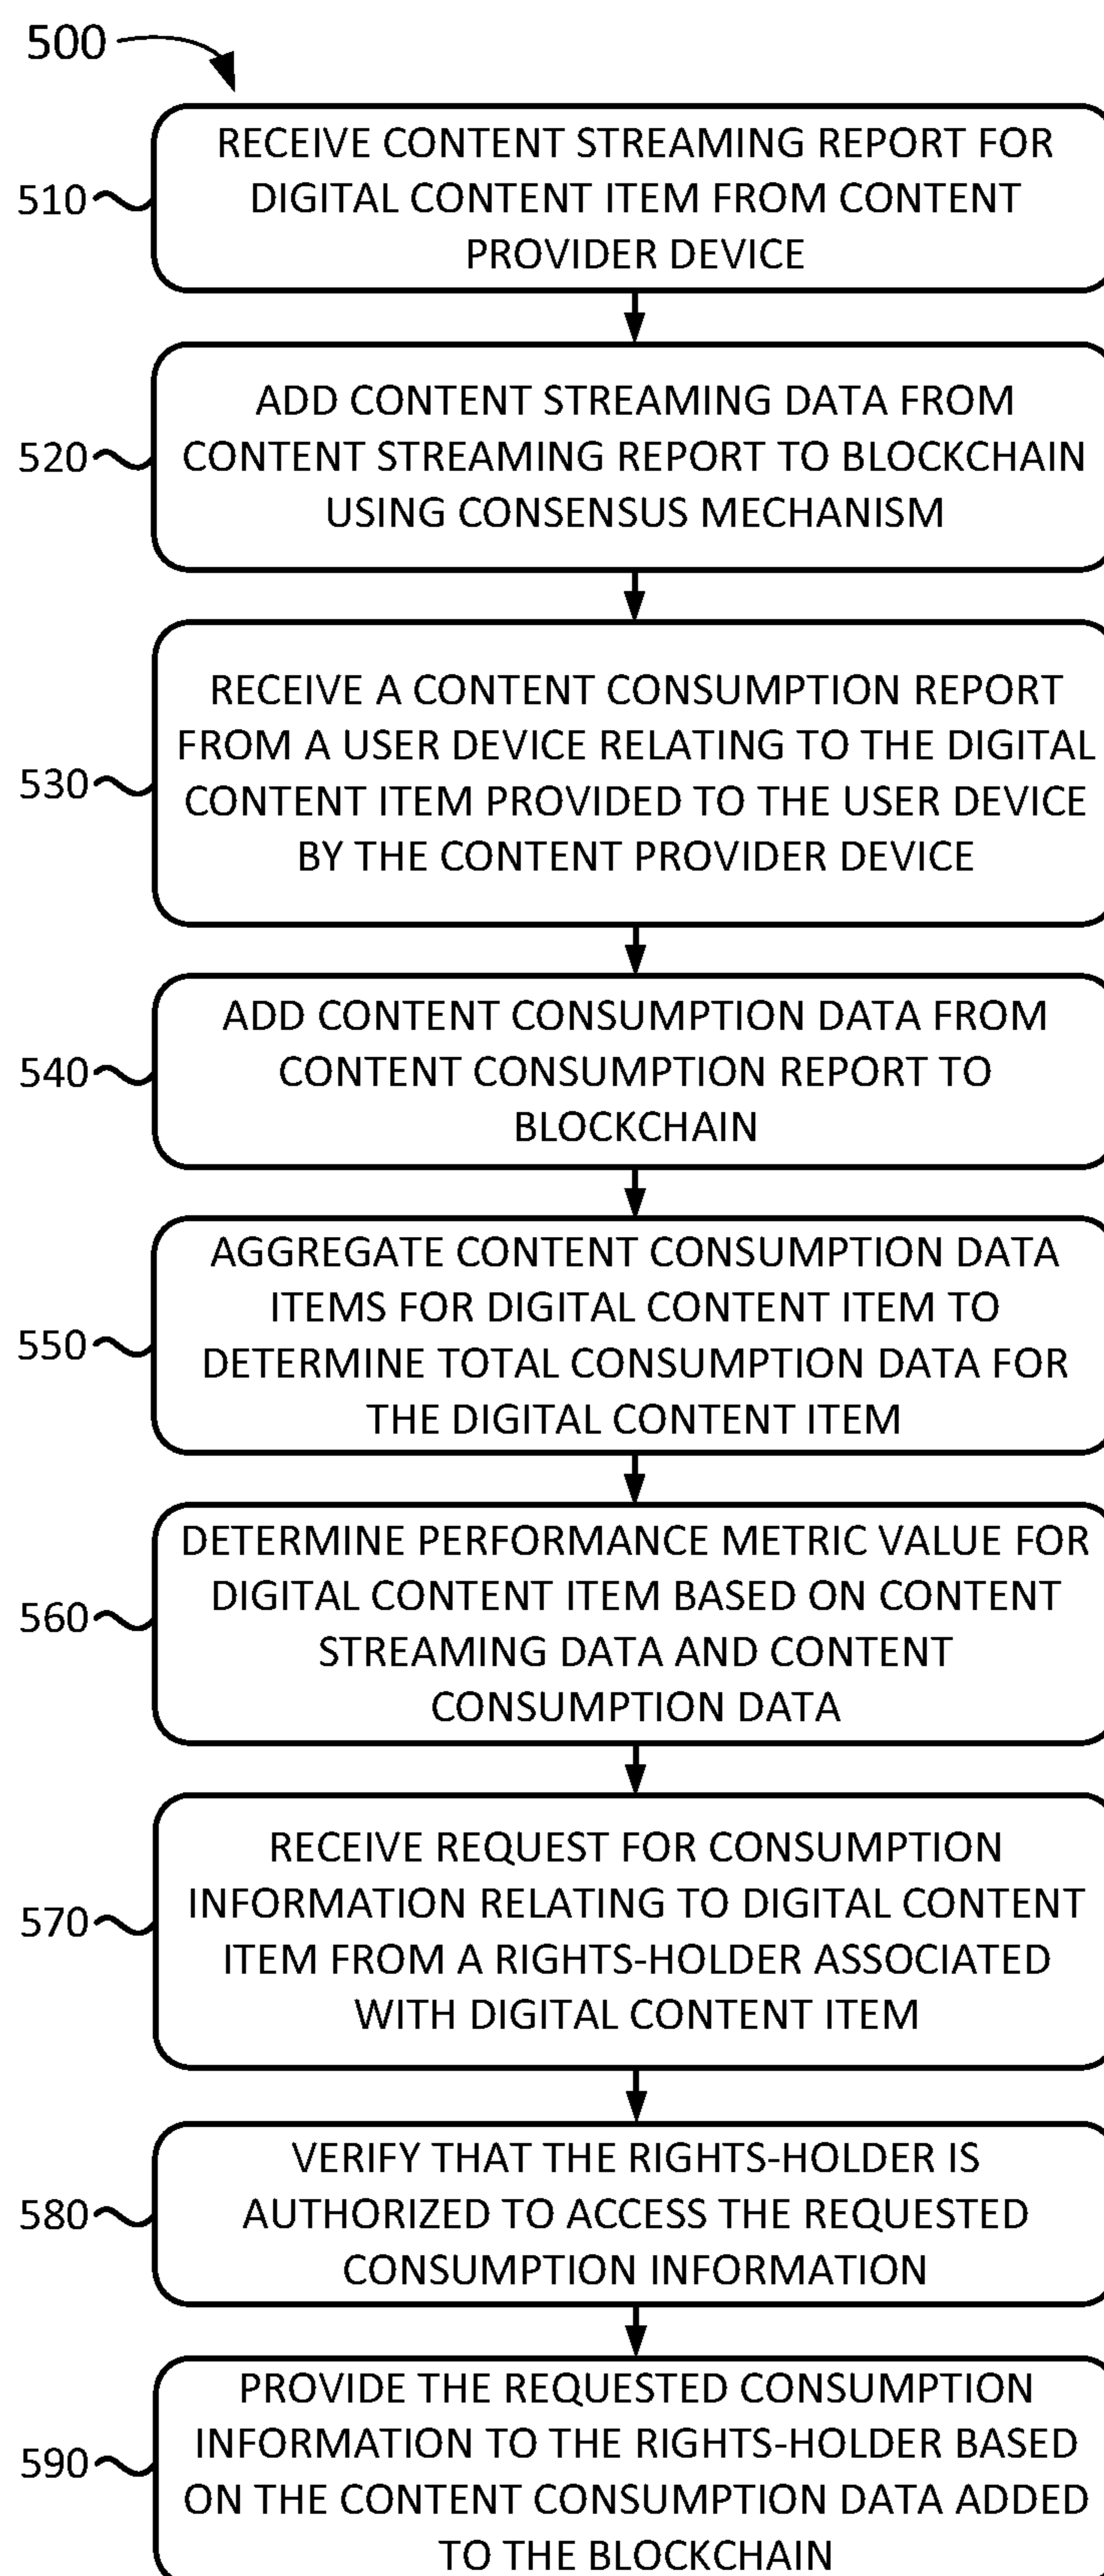 500
510
RECEIVE CONTENT STREAMING REPORT FOR
DIGITAL CONTENT ITEM FROM CONTENT
PROVIDER DEVICE
520
ADD CONTENT STREAMING DATA FROM
CONTENT STREAMING REPORT TO BLOCKCHAIN
USING CONSENSUS MECHANISM
530
RECEIVE A CONTENT CONSUMPTION REPORT
FROM A USER DEVICE RELATING TO THE DIGITAL
CONTENT ITEM PROVIDED TO THE USER DEVICE
BY THE CONTENT PROVIDER DEVICE
540
ADD CONTENT CONSUMPTION DATA FROM
CONTENT CONSUMPTION REPORT TO
BLOCKCHAIN
550
AGGREGATE CONTENT CONSUMPTION DATA
ITEMS FOR DIGITAL CONTENT ITEM TO
DETERMINE TOTAL CONSUMPTION DATA FOR
THE DIGITAL CONTENT ITEM
560
DETERMINE PERFORMANCE METRIC VALUE FOR
DIGITAL CONTENT ITEM BASED ON CONTENT
STREAMING DATA AND CONTENT
CONSUMPTION DATA
570
RECEIVE REQUEST FOR CONSUMPTION
INFORMATION RELATING TO DIGITAL CONTENT
ITEM FROM A RIGHTS-HOLDER ASSOCIATED
WITH DIGITAL CONTENT ITEM
580
VERIFY THAT THE RIGHTS-HOLDER IS
AUTHORIZED TO ACCESS THE REQUESTED
CONSUMPTION INFORMATION
590
PROVIDE THE REQUESTED CONSUMPTION
INFORMATION TO THE RIGHTS-HOLDER BASED
ON THE CONTENT CONSUMPTION DATA ADDED
TO THE BLOCKCHAIN